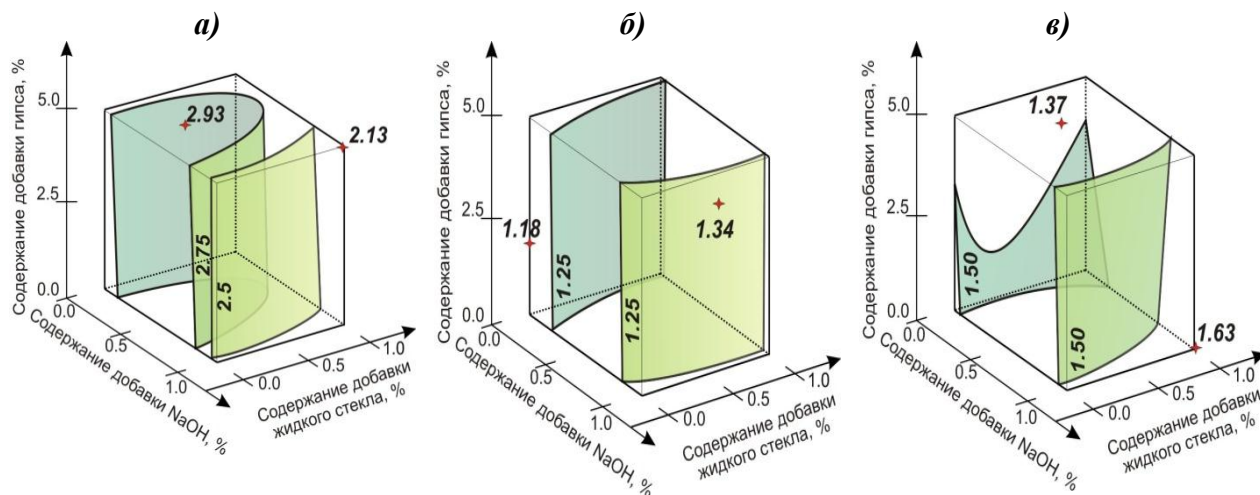 а)
Содержание добавки гипса, %
5.0
2.5
0.0
0.0
0.5
1.0
Содержание добавки NaOH, %
0.0
0.5
1.0
Содержание добавки
жидкого стекла, %
2.93
2.13
2.75
2.5
б)
Содержание добавки гипса, %
5.0
2.5
0.0
0.0
0.5
1.0
Содержание добавки NaOH, %
0.0
0.5
1.0
Содержание добавки
жидкого стекла, %
1.18
1.34
1.25
1.25
в)
Содержание добавки гипса, %
5.0
2.5
0.0
0.0
0.5
1.0
Содержание добавки NaOH, %
0.0
0.5
1.0
Содержание добавки
жидкого стекла, %
1.37
1.63
1.50
1.50